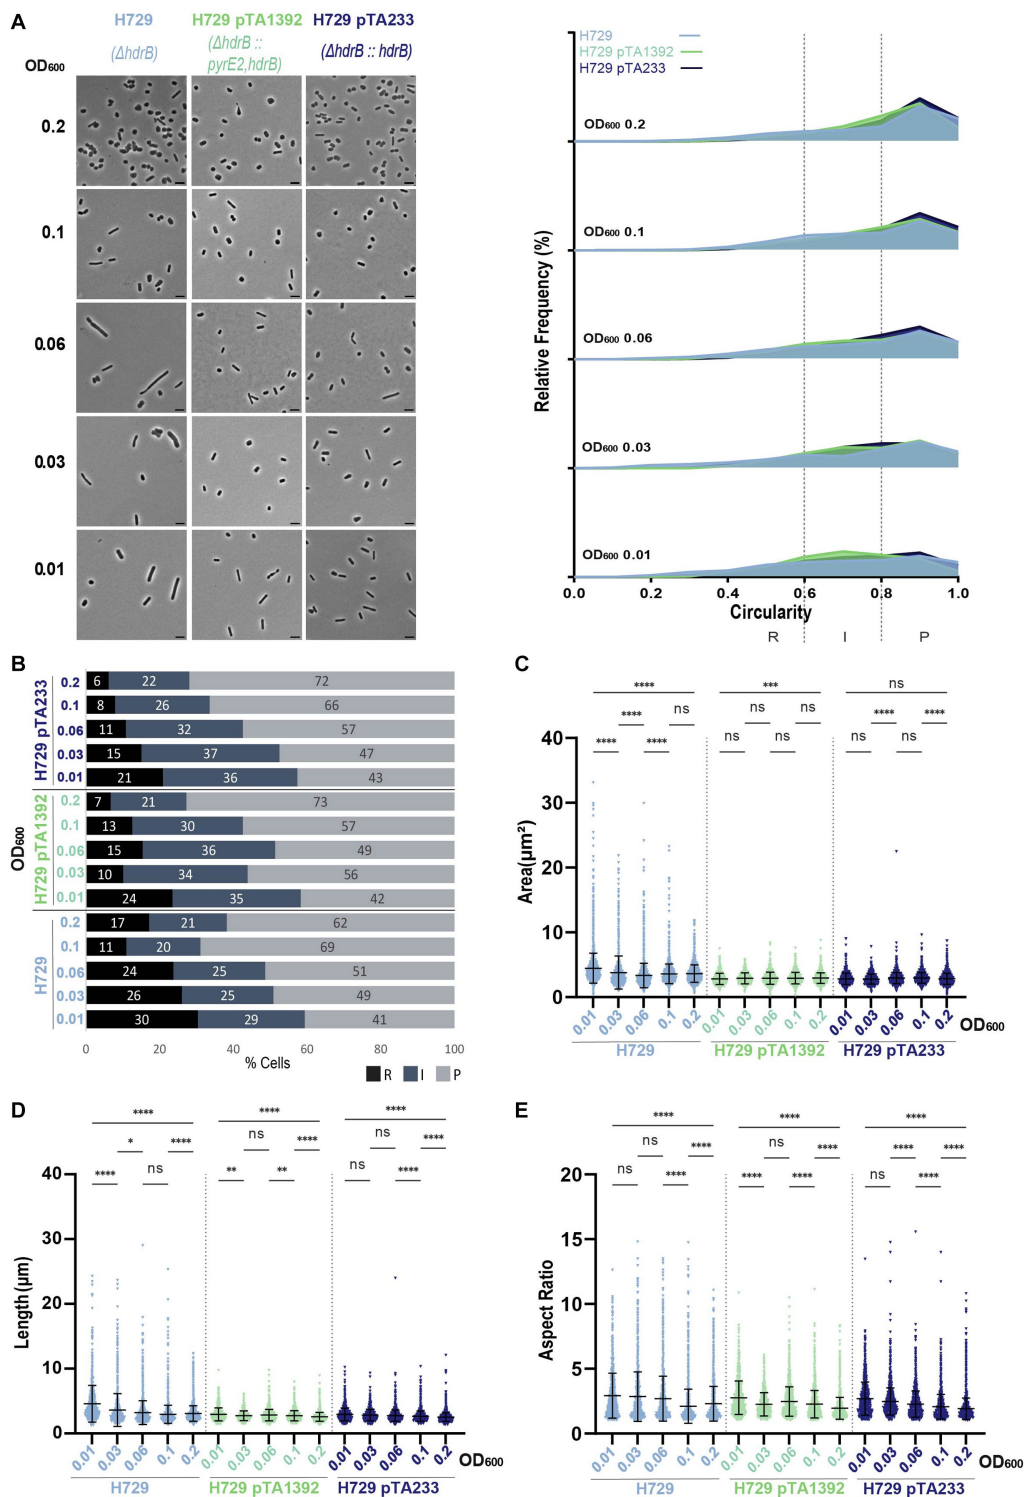 A
H729
(ΔhdrB)
H729 pTA1392
(ΔhdrB ::
pyrE2,hdrB)
H729 pTA233
(ΔhdrB :: hdrB)
OD600
0.2
0.1
0.06
0.03
0.01
H729
H729 pTA1392
H729 pTA233
OD600 0.2
OD600 0.1
OD600 0.06
OD600 0.03
OD600 0.01
Relative Frequency (%)
0.0 0.2 0.4 0.6 0.8 1.0
Circularity
R I P
B
OD600
H729 pTA233
0.2 6 22 72
0.1 8 26 66
0.06 11 32 57
0.03 15 37 47
0.01 21 36 43
H729 pTA1392
0.2 7 21 73
0.1 13 30 57
0.06 15 36 49
0.03 10 34 56
0.01 24 35 42
H729
0.2 17 21 62
0.1 11 20 69
0.06 24 25 51
0.03 26 25 49
0.01 30 29 41
0 20 40 60 80 100
% Cells
R I P
C
**** *** ns
**** ns ns ns **** ****
**** **** ns ns ns ns
Area(µm²)
40
30
20
10
0
0.01 0.03 0.06 0.1 0.2 0.01 0.03 0.06 0.1 0.2 0.01 0.03 0.06 0.1 0.2 OD600
H729 H729 pTA1392 H729 pTA233
D
**** **** ****
* **** ns **** ns ****
**** ns ** ** ns ****
Length (µm)
40
30
20
10
0
0.01 0.03 0.06 0.1 0.2 0.01 0.03 0.06 0.1 0.2 0.01 0.03 0.06 0.1 0.2 OD600
H729 H729 pTA1392 H729 pTA233
E
**** **** ****
ns **** ns **** **** ****
ns **** **** **** ns ****
Aspect Ratio
20
15
10
5
0
0.01 0.03 0.06 0.1 0.2 0.01 0.03 0.06 0.1 0.2 0.01 0.03 0.06 0.1 0.2 OD600
H729 H729 pTA1392 H729 pTA233